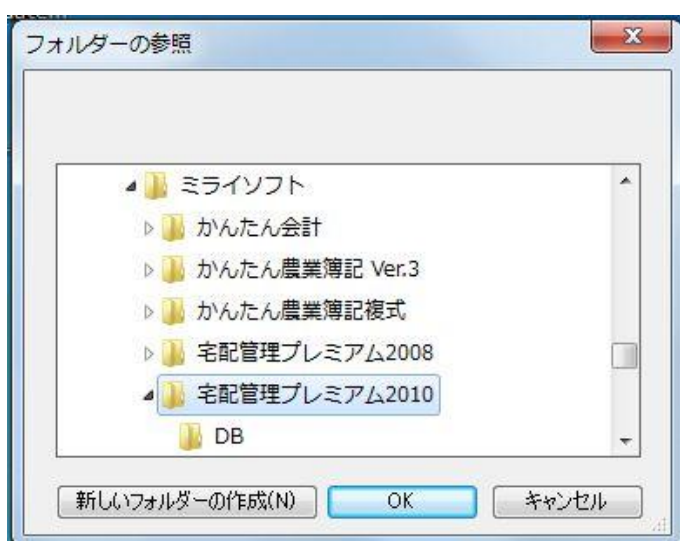 フォルダーの参照
ミライソフト
かんたん会計
かんたん農業簿記 Ver.3
かんたん農業簿記複式
宅配管理プレミアム2008
宅配管理プレミアム2010
DB
新しいフォルダーの作成(N)
OK
キャンセル